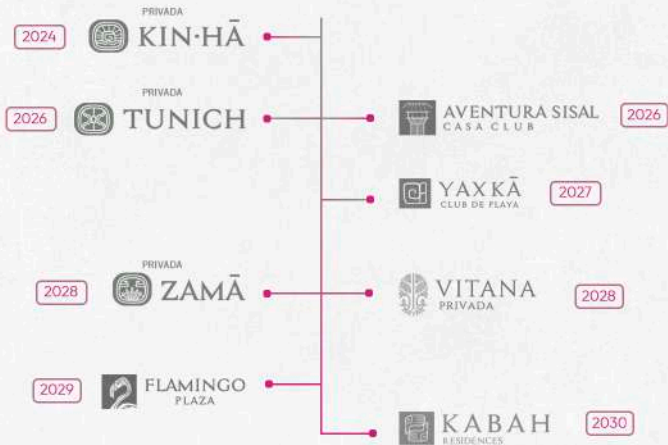 PRIVADA
2024 KIN·HĀ
PRIVADA
2026 TUNICH
AVENTURA SISAL 2026
CASA CLUB
YAXKĀ 2027
CLUB DE PLAYA
PRIVADA
2028 ZAMĀ
VITANA 2028
PRIVADA
2029 FLAMINGO
PLAZA
KABAH 2030
RESIDENCES